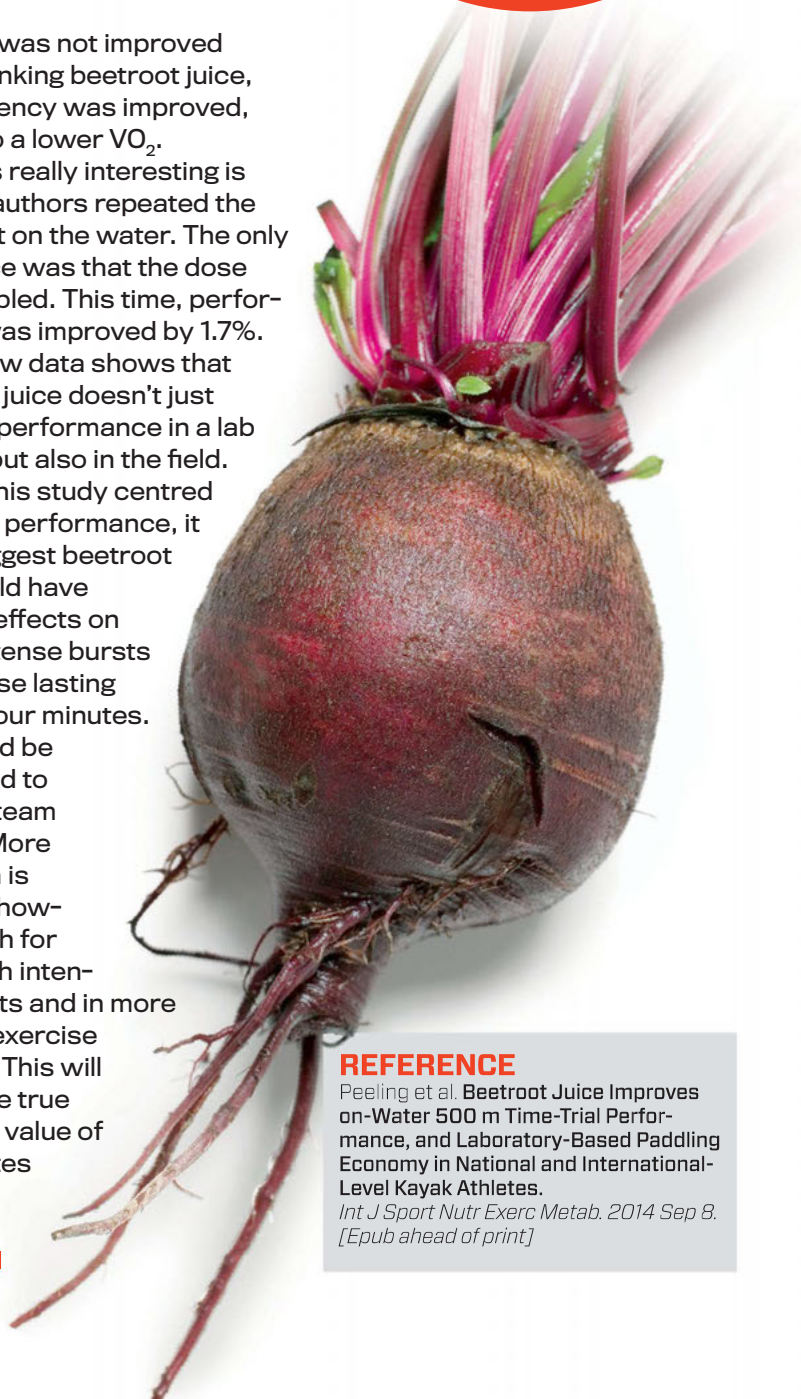 was not improved
nking beetroot juice,
ency was improved,
o a lower VO₂.
s really interesting is
authors repeated the
t on the water. The only
e was that the dose
bled. This time, perfor-
was improved by 1.7%.
w data shows that
juice doesn't just
performance in a lab
out also in the field.
his study centred
performance, it
ggest beetroot
ld have
effects on
tense bursts
se lasting
our minutes.
d be
d to
team
More
is
how-
h for
h inten-
ts and in more
exercise
This will
e true
value of
tes
REFERENCE
Peeling et al. Beetroot Juice Improves
on-Water 500 m Time-Trial Perfor-
mance, and Laboratory-Based Paddling
Economy in National and International-
Level Kayak Athletes.
Int J Sport Nutr Exerc Metab. 2014 Sep 8.
[Epub ahead of print]